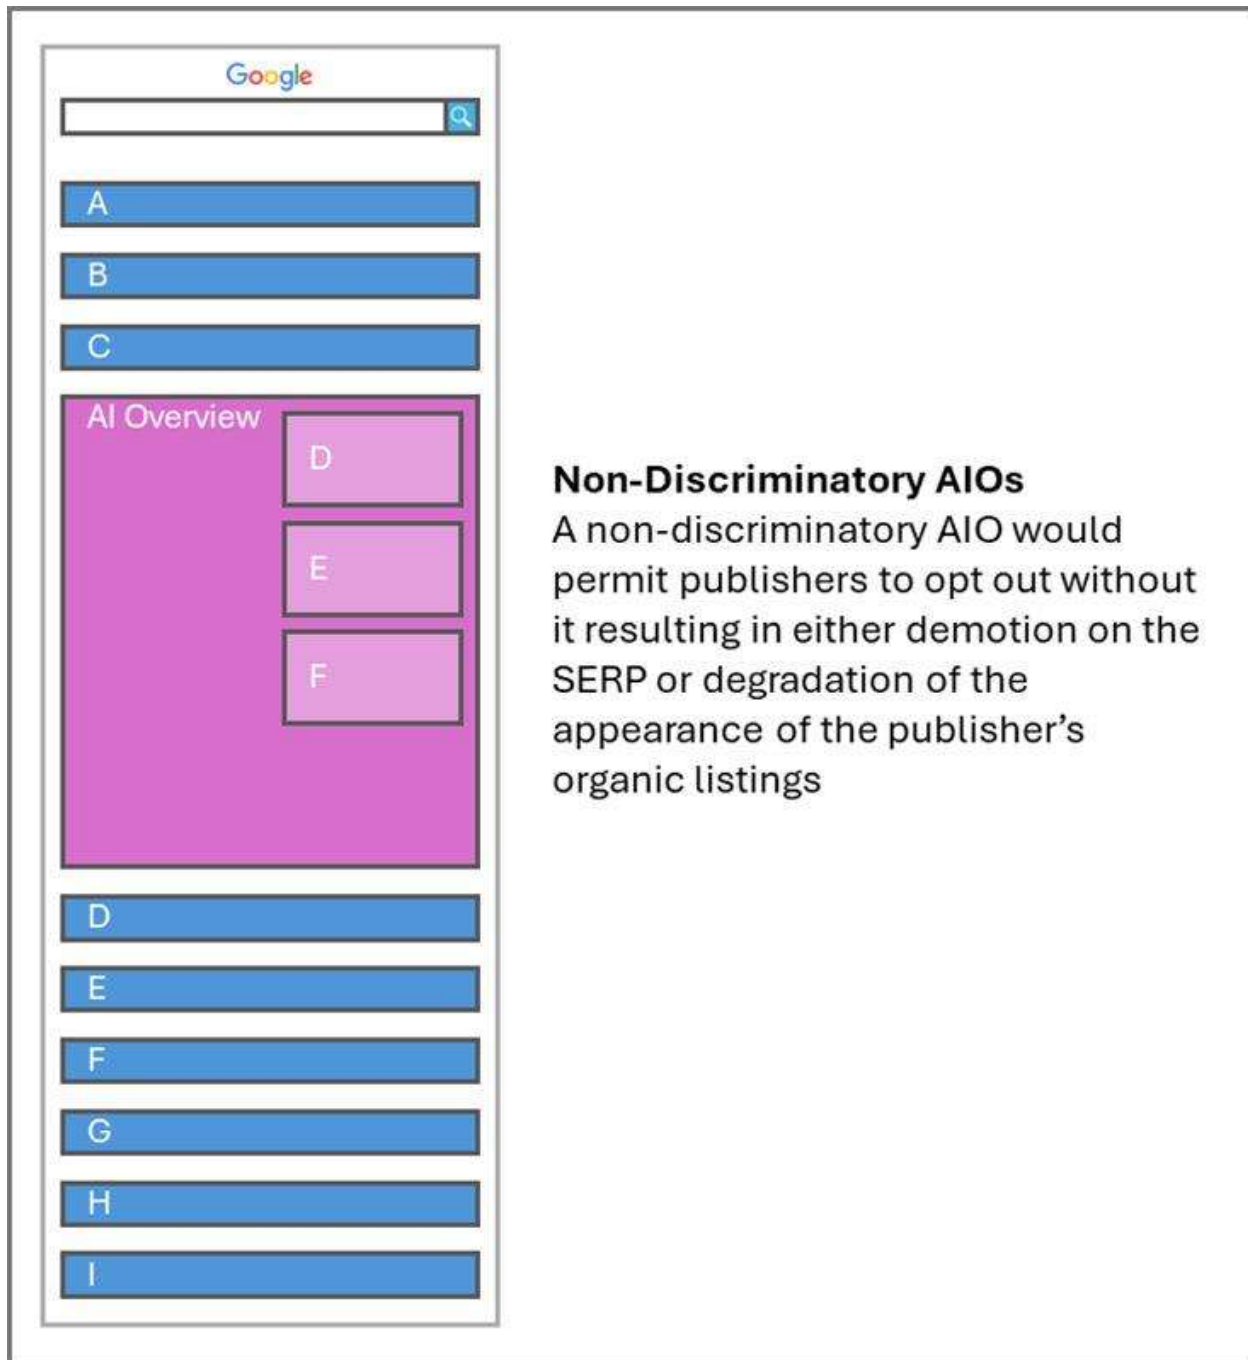 Google
A
B
C
AI Overview
D
E
F
D
E
F
G
H
I
Non-Discriminatory AIOs
A non-discriminatory AIO would
permit publishers to opt out without
it resulting in either demotion on the
SERP or degradation of the
appearance of the publisher’s
organic listings